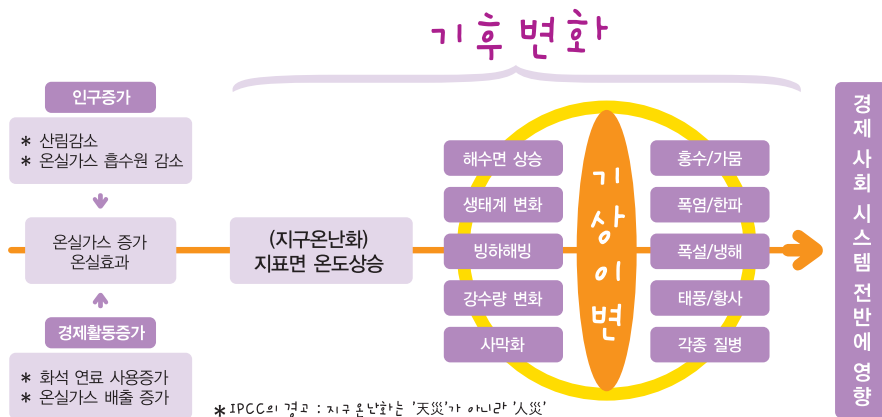 기후변화
인구증가
* 산림감소
* 온실가스 흡수원 감소
온실가스 증가
온실효과
경제활동증가
* 화석 연료 사용증가
* 온실가스 배출 증가
(지구온난화)
지표면 온도상승
해수면 상승
생태계 변화
빙하해빙
강수량 변화
사막화
기상이변
홍수/가뭄
폭염/한파
폭설/냉해
태풍/황사
각종 질병
경제 사회 시스템 전반에 영향
* IPCC의 경고 : 지구온난화는 '天災'가 아니라 '人災'